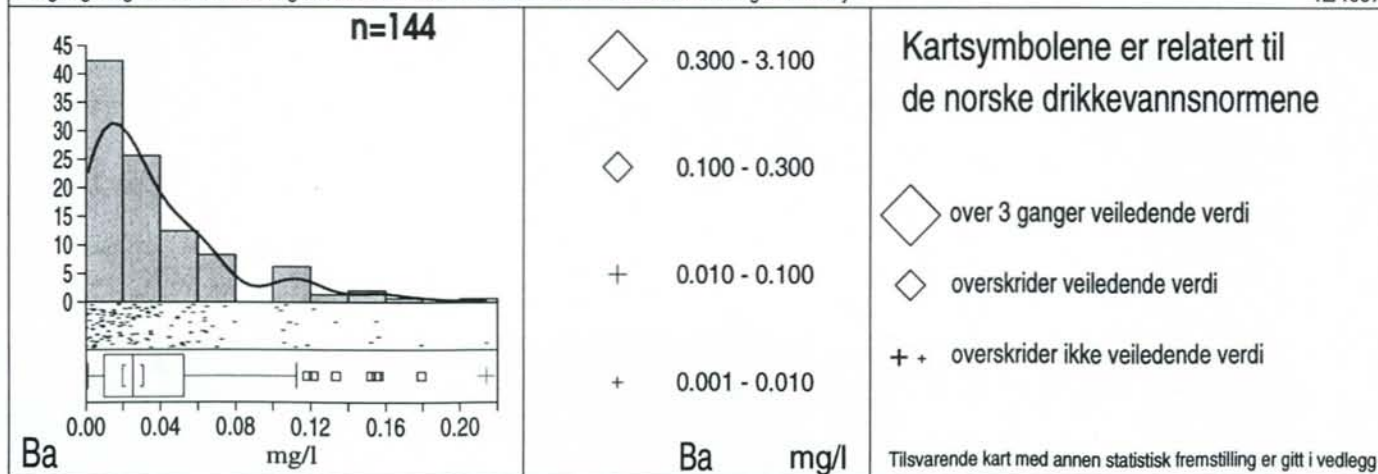 n=144
45
40
35
30
25
20
15
10
5
0
0.00 0.04 0.08 0.12 0.16 0.20
Ba mg/l
0.300 - 3.100
0.100 - 0.300
0.010 - 0.100
0.001 - 0.010
Ba mg/l
Kartsymbolene er relatert til
de norske drikkevannsnormene
over 3 ganger veiledende verdi
overskrider veiledende verdi
overskrider ikke veiledende verdi
Tilsvarende kart med annen statistisk fremstilling er gitt i vedlegg